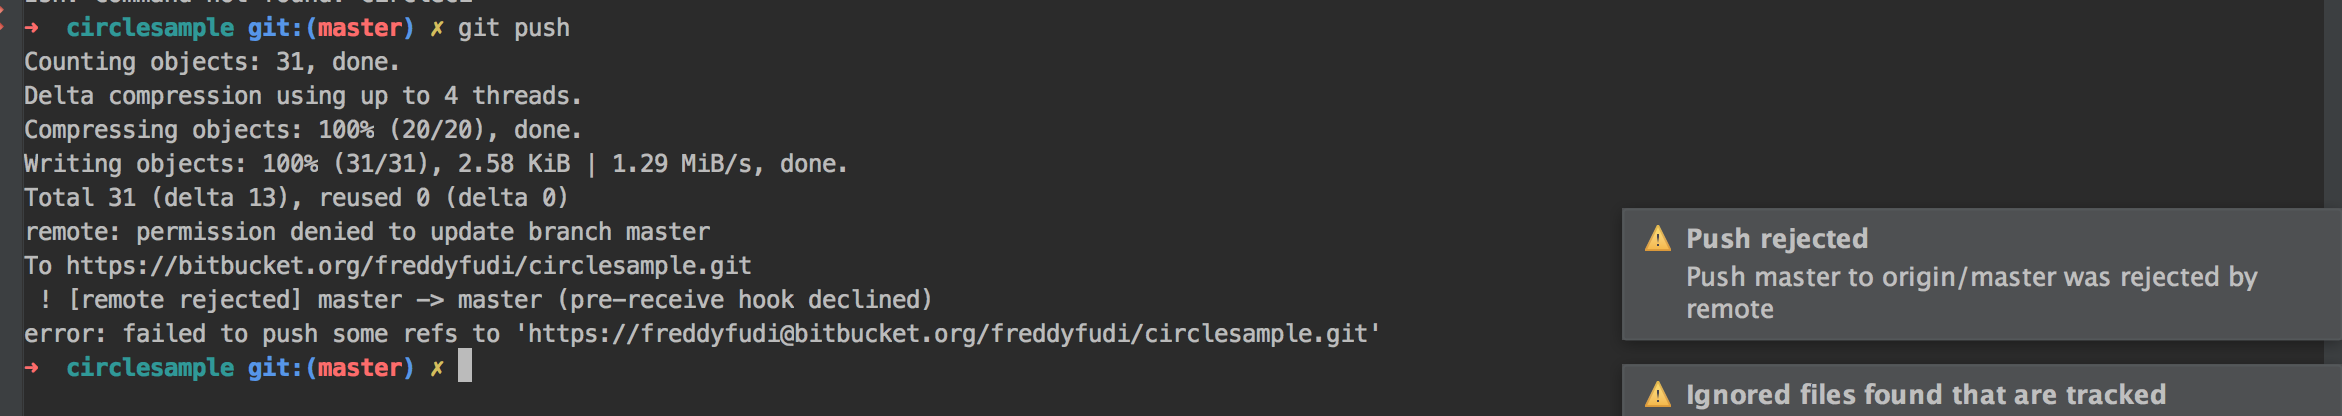 ➜ circlesample git:(master) ✗ git push
Counting objects: 31, done.
Delta compression using up to 4 threads.
Compressing objects: 100% (20/20), done.
Writing objects: 100% (31/31), 2.58 KiB | 1.29 MiB/s, done.
Total 31 (delta 13), reused 0 (delta 0)
remote: permission denied to update branch master
To https://bitbucket.org/freddyfudi/circlesample.git
! [remote rejected] master -> master (pre-receive hook declined)
error: failed to push some refs to 'https://freddyfudi@bitbucket.org/freddyfudi/circlesample.git'
➜ circlesample git:(master) ✗
Push rejected
Push master to origin/master was rejected by
remote
Ignored files found that are tracked